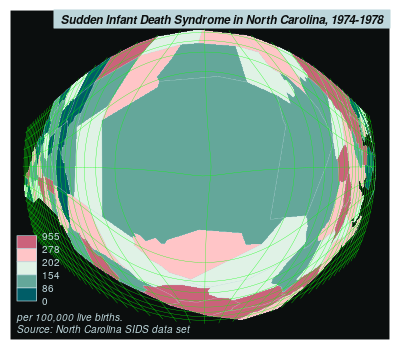 Sudden Infant Death Syndrome in North Carolina, 1974-1978
955
278
202
154
86
0
per 100,000 live births.
Source: North Carolina SIDS data set